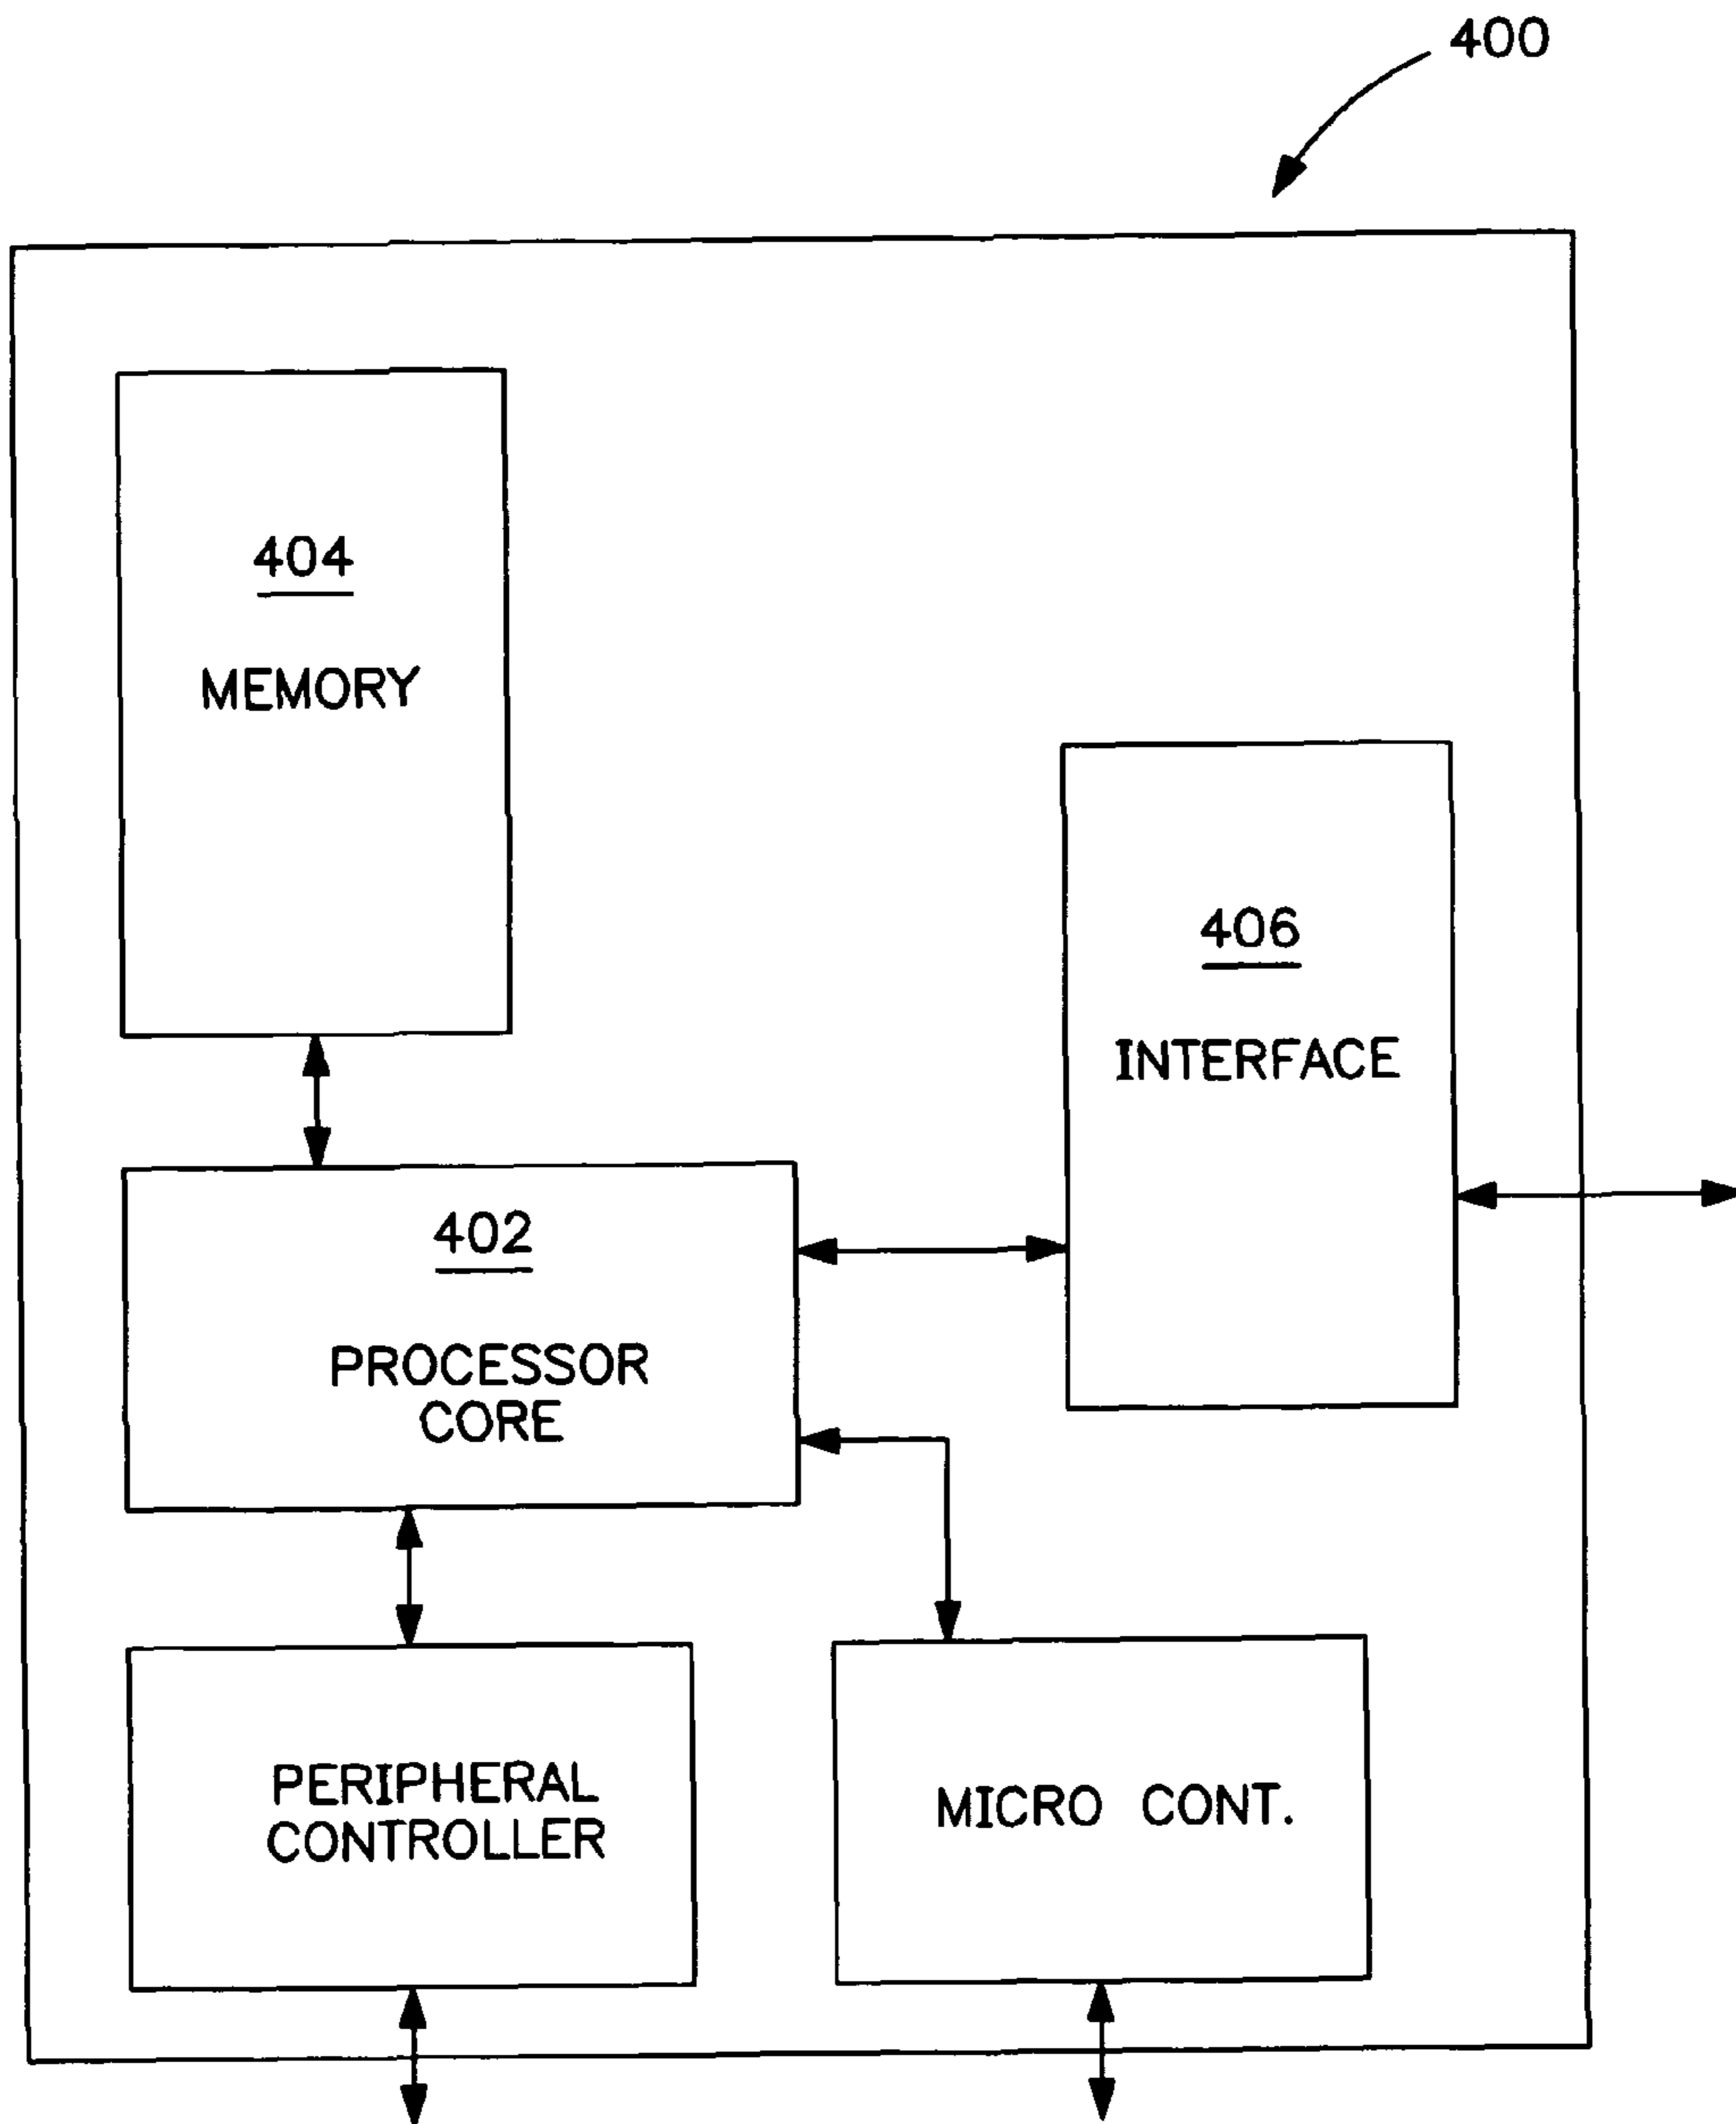 400
404
MEMORY
406
INTERFACE
402
PROCESSOR
CORE
PERIPHERAL
CONTROLLER
MICRO CONT.